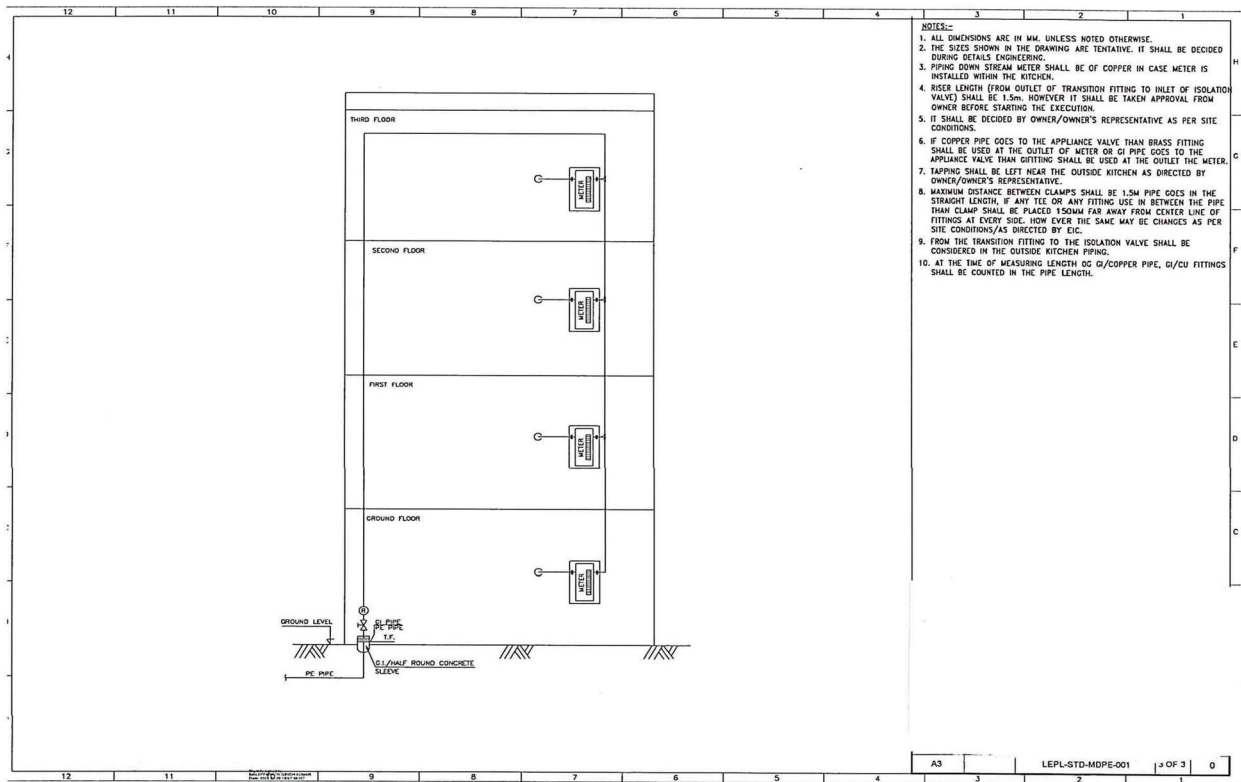 12 11 10 9 8 7 6 5 4 3 2 1
NOTES:-
1. ALL DIMENSIONS ARE IN MM. UNLESS NOTED OTHERWISE.
2. THE SIZES SHOWN IN THE DRAWING ARE TENTATIVE. IT SHALL BE DECIDED
DURING DETAILS ENGINEERING.
3. PIPING DOWN STREAM METER SHALL BE OF COPPER IN CASE METER IS
INSTALLED WITHIN THE KITCHEN.
4. RISER LENGTH (FROM OUTLET OF TRANSITION FITTING TO INLET OF ISOLATION
VALVE) SHALL BE 1.5m. HOWEVER IT SHALL BE TAKEN APPROVAL FROM
OWNER BEFORE STARTING THE EXECUTION.
5. IT SHALL BE DECIDED BY OWNER/OWNER'S REPRESENTATIVE AS PER SITE
CONDITIONS.
6. IF COPPER PIPE GOES TO THE APPLIANCE VALVE THAN BRASS FITTING
SHALL BE USED AT THE OUTLET OF METER OR GI PIPE GOES TO THE
APPLIANCE VALVE THAN GIFITTING SHALL BE USED AT THE OUTLET THE METER.
7. TAPPING SHALL BE LEFT NEAR THE OUTSIDE KITCHEN AS DIRECTED BY
OWNER/OWNER'S REPRESENTATIVE.
8. MAXIMUM DISTANCE BETWEEN CLAMPS SHALL BE 1.5M PIPE GOES IN THE
STRAIGHT LENGTH, IF ANY TEE OR ANY FITTING USE IN BETWEEN THE PIPE
THAN CLAMP SHALL BE PLACED 150MM FAR AWAY FROM CENTER LINE OF
FITTINGS AT EVERY SIDE. HOW EVER THE SAME MAY BE CHANGES AS PER
SITE CONDITIONS/AS DIRECTED BY EIC.
9. FROM THE TRANSITION FITTING TO THE ISOLATION VALVE SHALL BE
CONSIDERED IN THE OUTSIDE KITCHEN PIPING.
10. AT THE TIME OF MEASURING LENGTH OG GI/COPPER PIPE, GI/CU FITTINGS
SHALL BE COUNTED IN THE PIPE LENGTH.
H
G
F
E
D
C
THIRD FLOOR
METER
SECOND FLOOR
METER
FIRST FLOOR
METER
GROUND FLOOR
METER
R
GROUND LEVEL
GI PIPE
PE PIPE
T.F.
G.I./HALF ROUND CONCRETE
SLEEVE
PE PIPE
A3 LEPL-STD-MDPE-001 3 OF 3 0
12 11 10 9 8 7 6 5 4 3 2 1